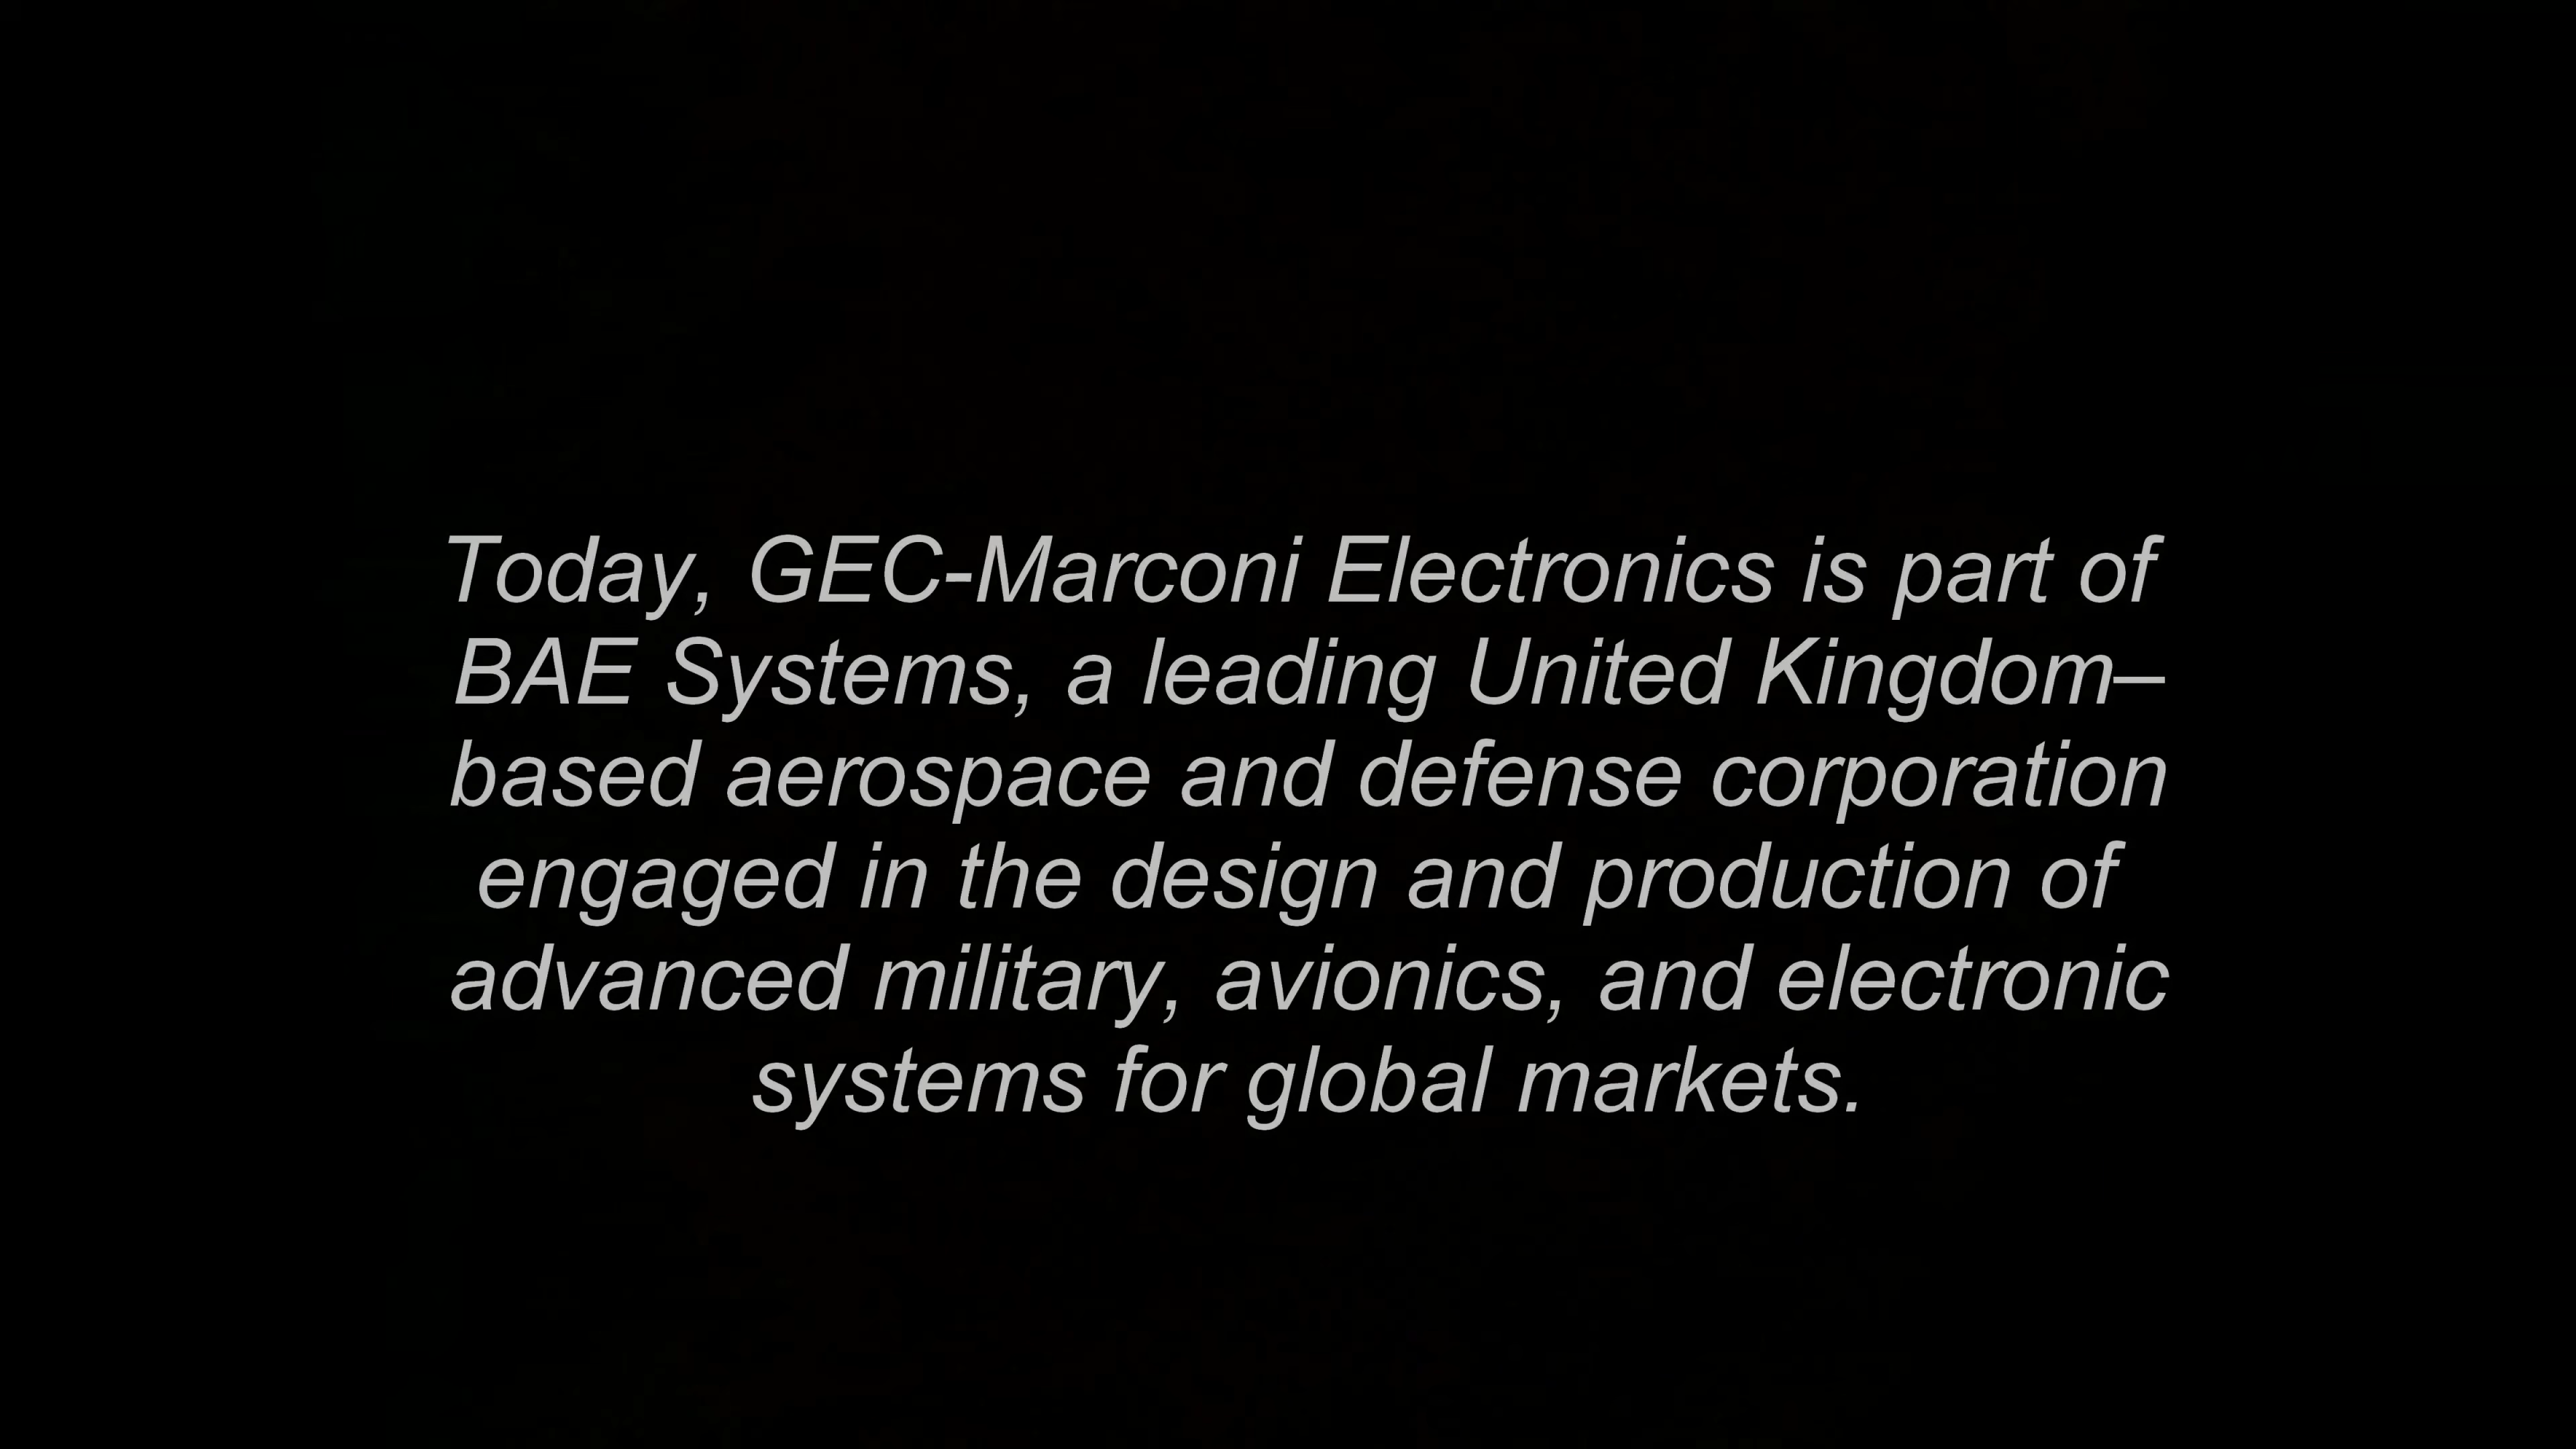 Today, GEC-Marconi Electronics is part of
BAE Systems, a leading United Kingdom–
based aerospace and defense corporation
engaged in the design and production of
advanced military, avionics, and electronic
systems for global markets.